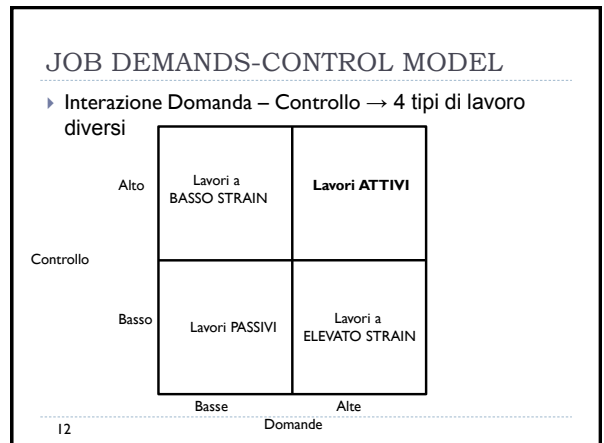 JOB DEMANDS-CONTROL MODEL
Interazione Domanda – Controllo → 4 tipi di lavoro
diversi
Alto
Lavori a
BASSO STRAIN
Lavori ATTIVI
Controllo
Basso
Lavori PASSIVI
Lavori a
ELEVATO STRAIN
Basse
Alte
Domande
12